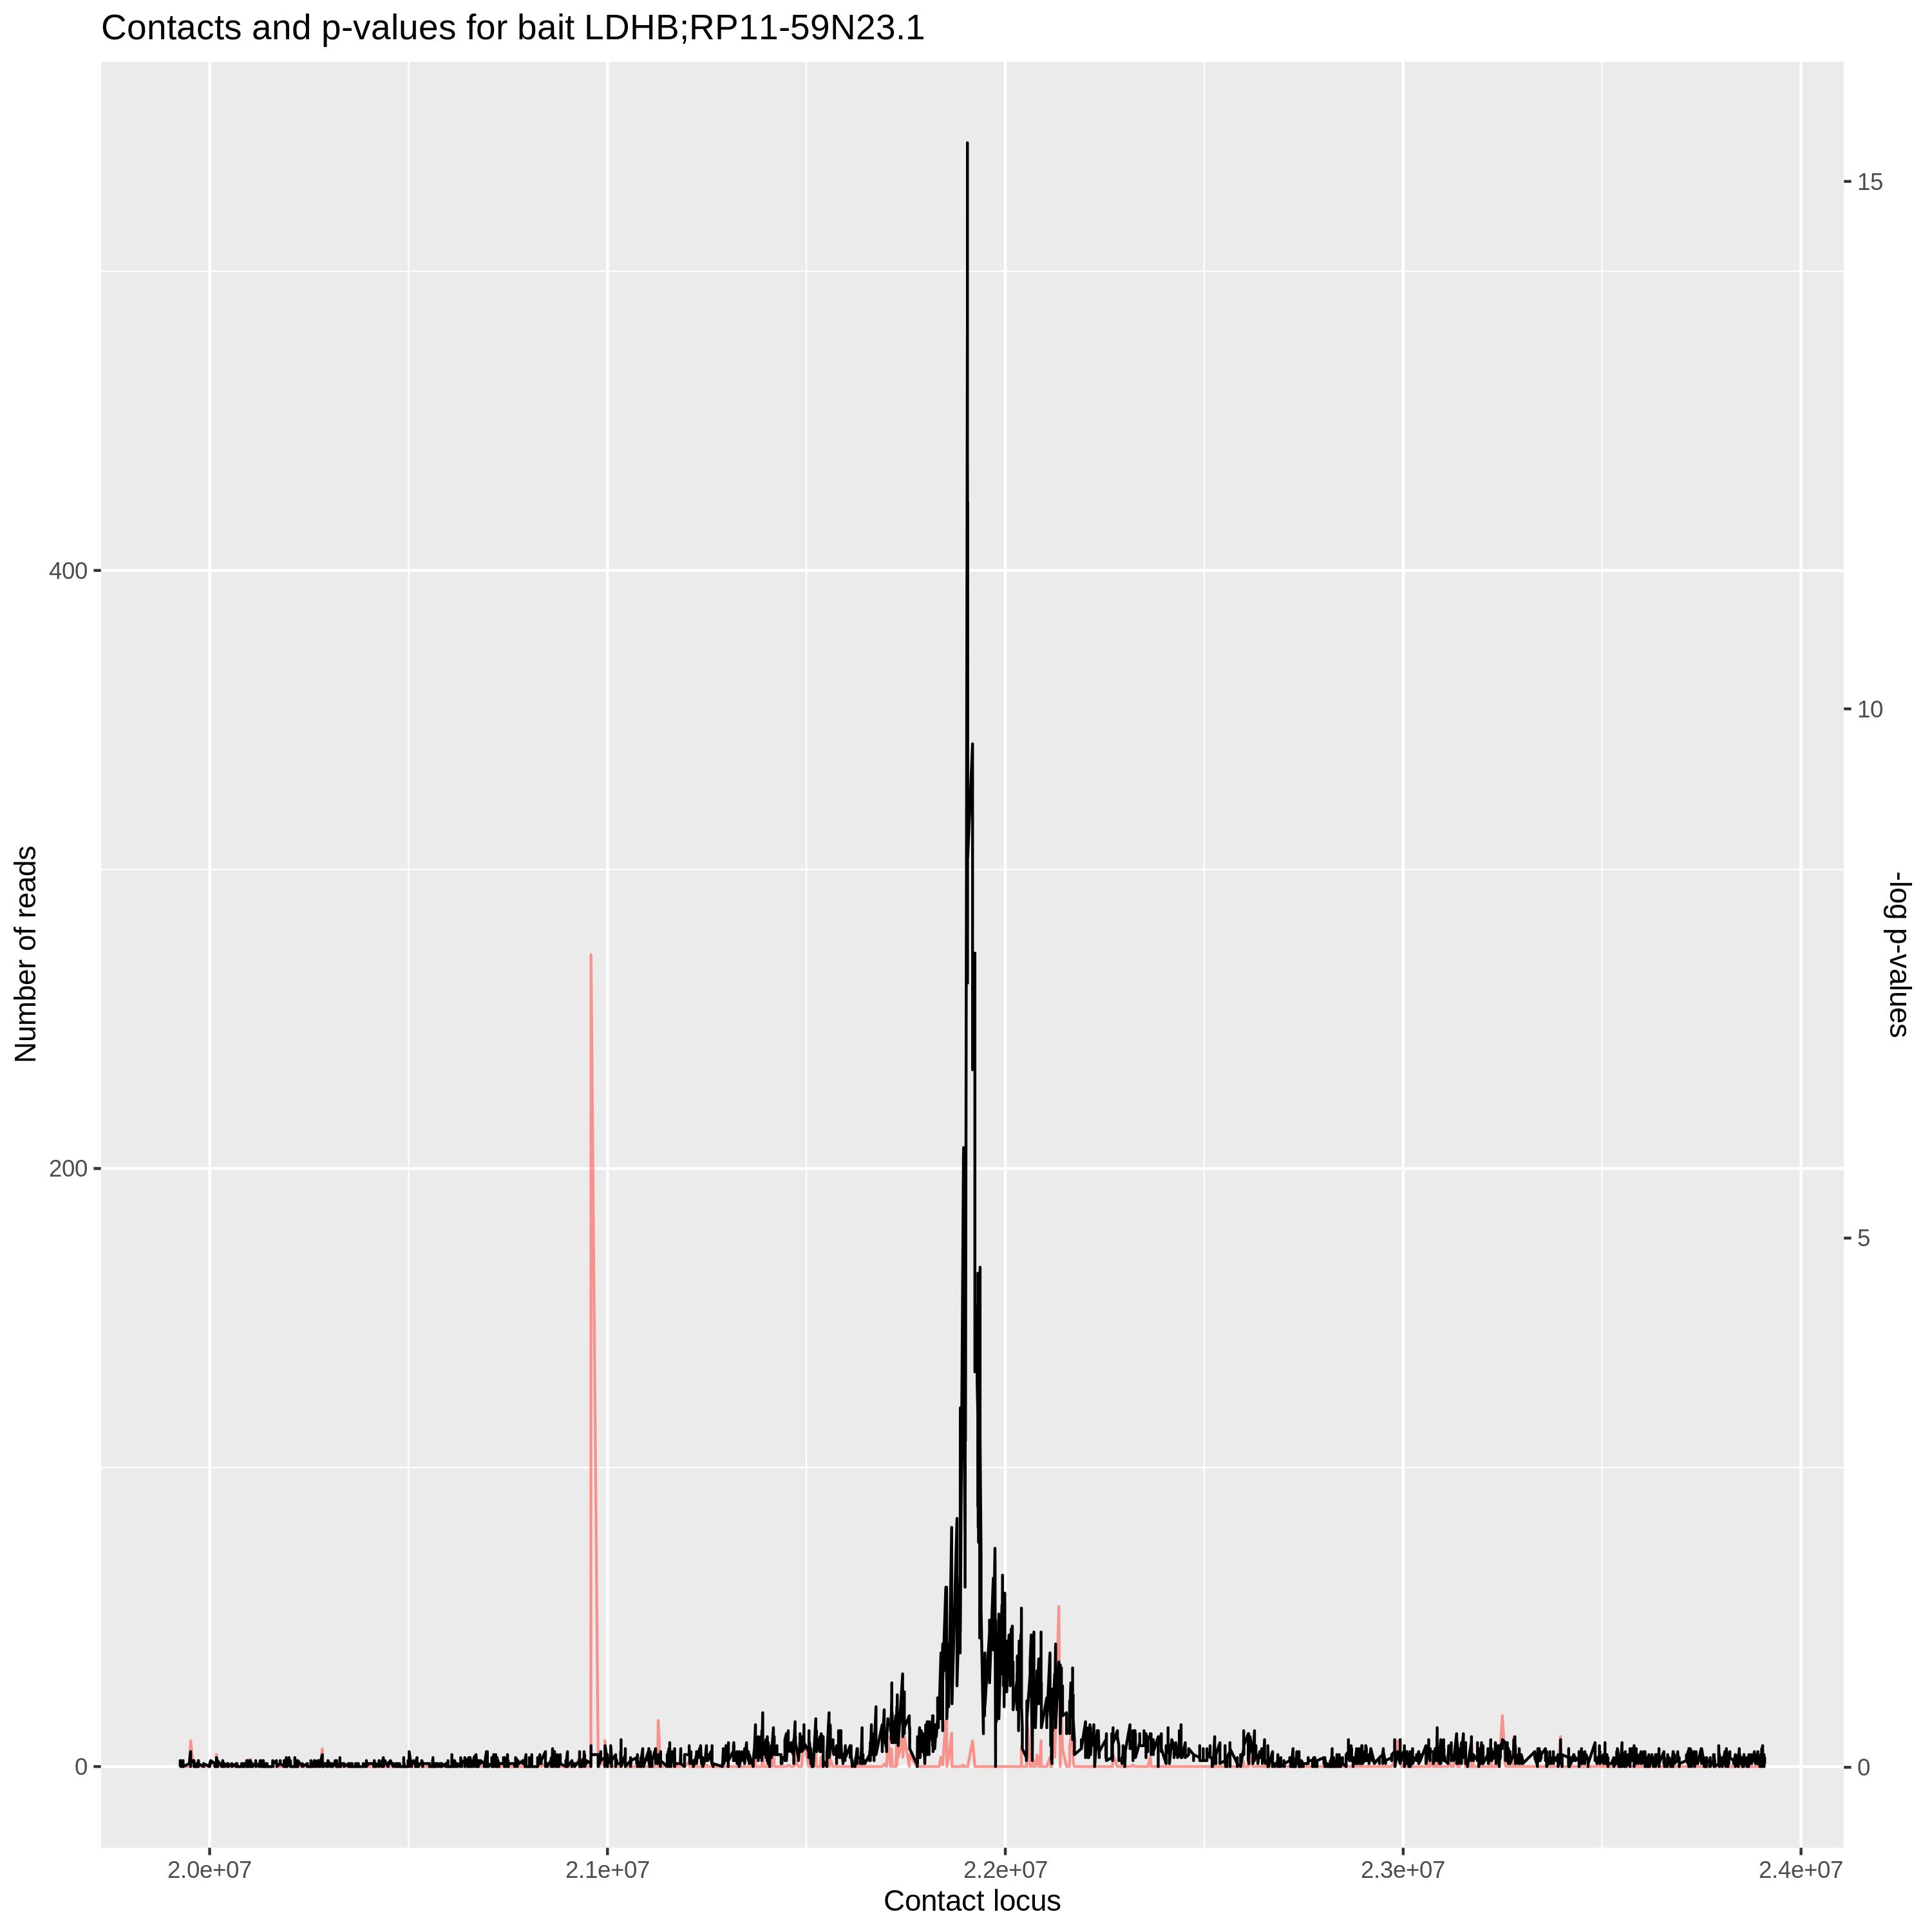 Contacts and p-values for bait LDHB;RP11-59N23.1
Number of reads
400
200
0
15
10
5
0
-log p-values
2.0e+07
2.1e+07
2.2e+07
2.3e+07
2.4e+07
Contact locus